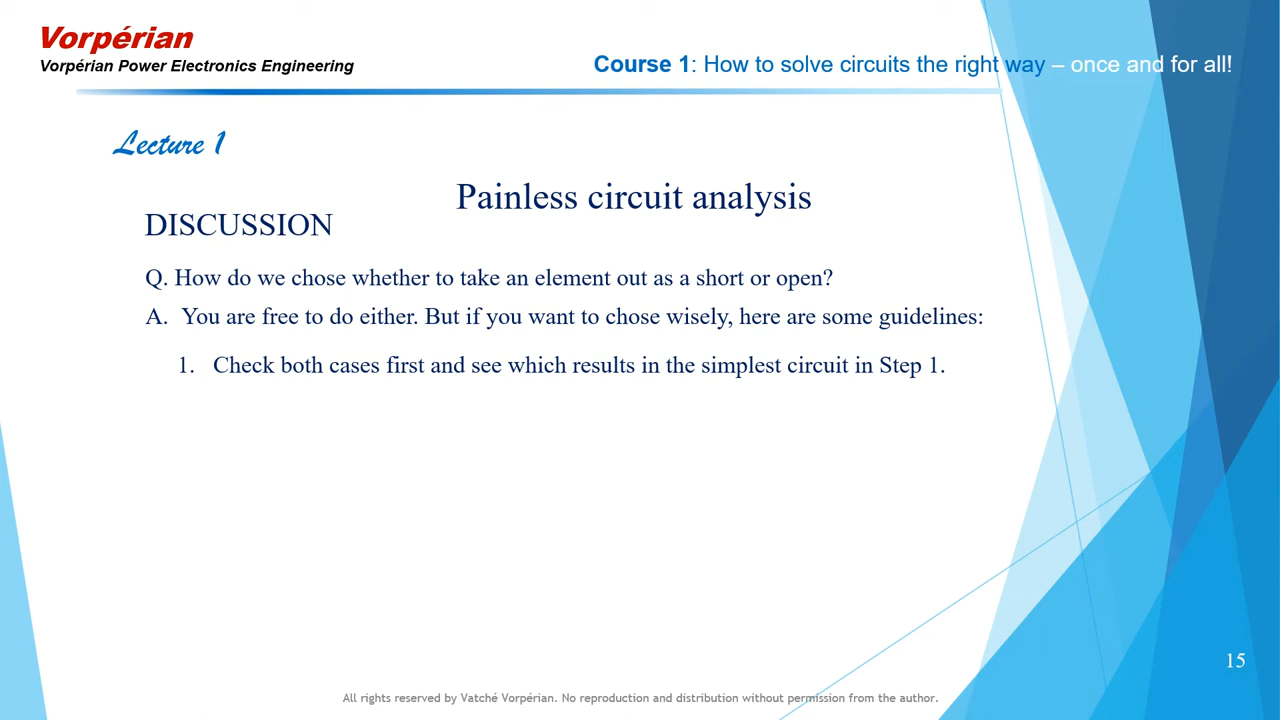 Vorpérian
Vorpérian Power Electronics Engineering
Course 1: How to solve circuits the right way – once and for all!
Lecture 1
Painless circuit analysis
DISCUSSION
Q. How do we chose whether to take an element out as a short or open?
A. You are free to do either. But if you want to chose wisely, here are some guidelines:
1. Check both cases first and see which results in the simplest circuit in Step 1.
15
All rights reserved by Vatché Vorpérian. No reproduction and distribution without permission from the author.